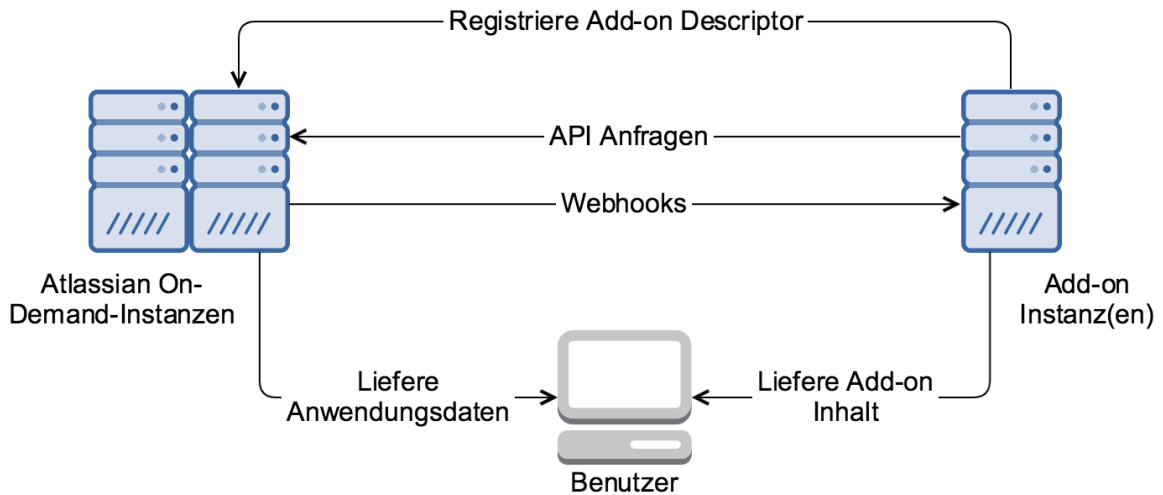 Registriere Add-on Descriptor
API Anfragen
Webhooks
Atlassian On-
Demand-Instanzen
Add-on
Instanz(en)
Liefere
Anwendungsdaten
Liefere Add-on
Inhalt
Benutzer